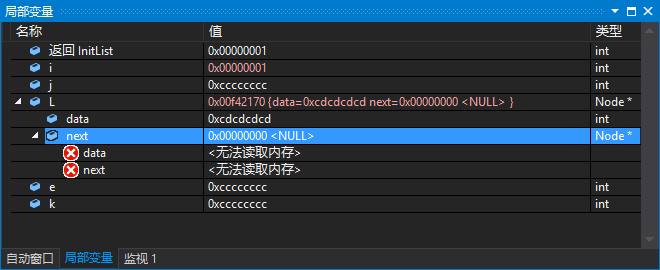 局部变量
名称 值 类型
返回 InitList 0x00000001 int
i 0x00000001 int
j 0xcccccccc int
L 0x00f42170 {data=0xcdcdcdcd next=0x00000000 <NULL> } Node *
data 0xcdcdcdcd int
next 0x00000000 <NULL> Node *
data <无法读取内存>
next <无法读取内存>
e 0xcccccccc int
k 0xcccccccc int
自动窗口 局部变量 监视 1